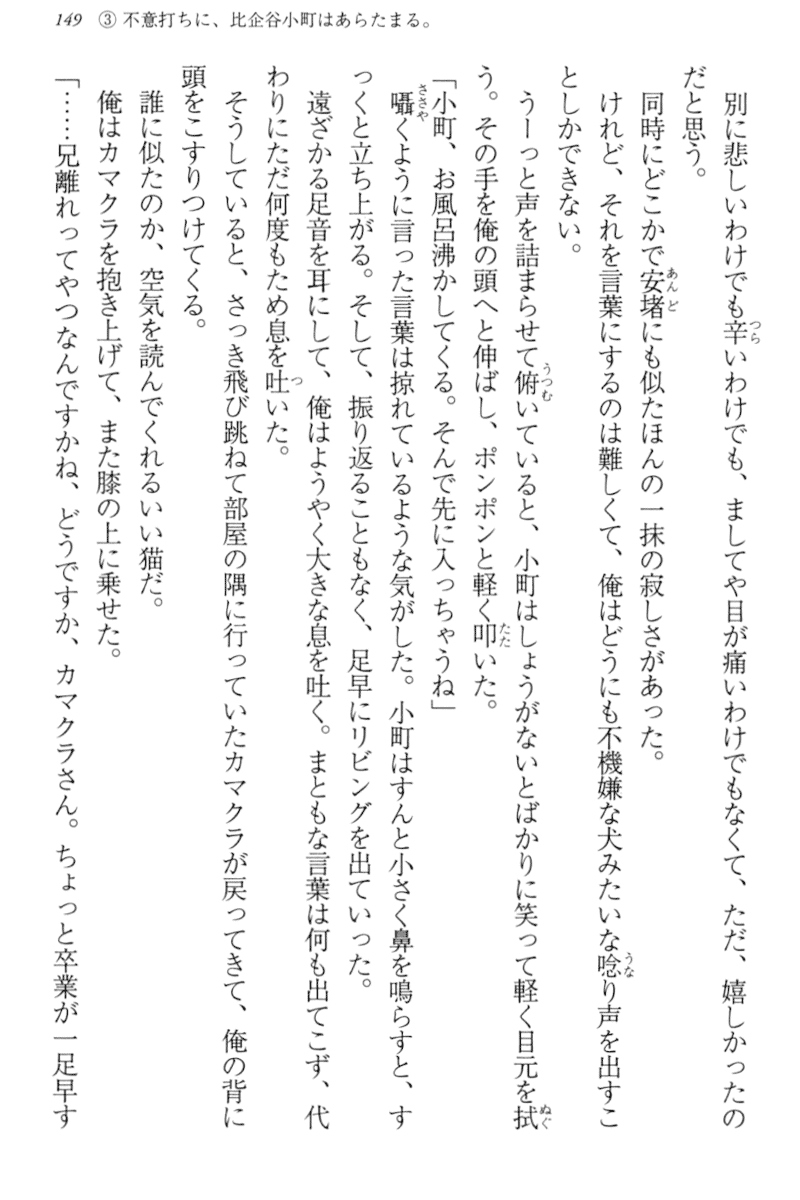 149 ③ 不意打ちに、比企谷小町はあらたまる。
　別に悲しいわけでも辛いわけでも、ましてや目が痛いわけでもなくて、ただ、嬉しかったの
だと思う。
　同時にどこかで安堵にも似たほんの一抹の寂しさがあった。
　けれど、それを言葉にするのは難しくて、俺はどうにも不機嫌な犬みたいな唸り声を出すこ
としかできない。
　うーっと声を詰まらせて俯いていると、小町はしょうがないとばかりに笑って軽く目元を拭
う。その手を俺の頭へと伸ばし、ポンポンと軽く叩いた。
「小町、お風呂沸かしてくる。そんで先に入っちゃうね」
　囁くように言った言葉は掠れているような気がした。小町はすんと小さく鼻を鳴らすと、す
っくと立ち上がる。そして、振り返ることもなく、足早にリビングを出ていった。
　遠ざかる足音を耳にして、俺はようやく大きな息を吐く。まともな言葉は何も出てこず、代
わりにただ何度もため息を吐いた。
　そうしていると、さっき飛び跳ねて部屋の隅に行っていたカマクラが戻ってきて、俺の背に
頭をこすりつけてくる。
　誰に似たのか、空気を読んでくれるいい猫だ。
　俺はカマクラを抱き上げて、また膝の上に乗せた。
「……兄離れってやつなんですかね、どうですか、カマクラさん。ちょっと卒業が一足早す